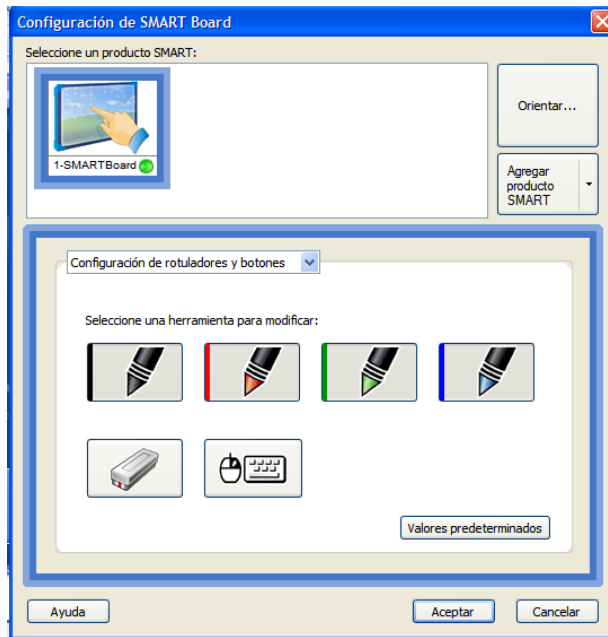 Configuración de SMART Board
Seleccione un producto SMART:
1-SMARTBoard
Orientar...
Agregar
producto
SMART
Configuración de rotuladores y botones
Seleccione una herramienta para modificar:
Valores predeterminados
Ayuda
Aceptar
Cancelar